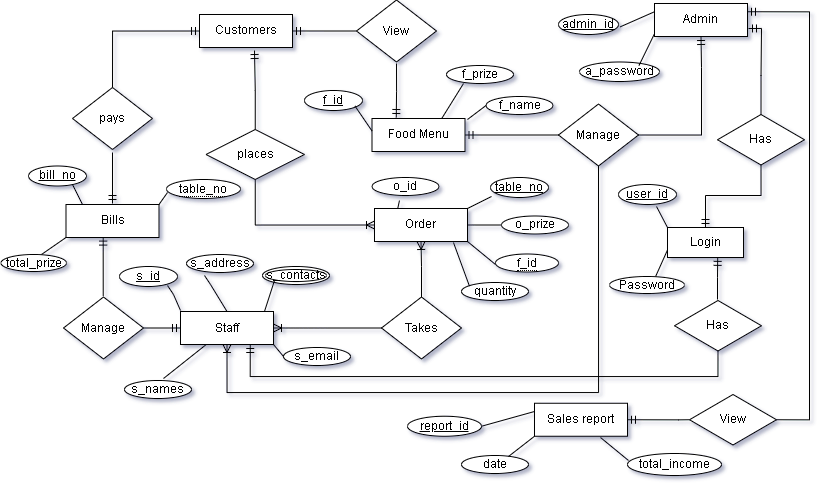 Admin
admin_id
Customers
View
a_password
f_prize
f_id
f_name
pays
Food Menu
Manage
Has
places
bill_no
table_no
o_id
table_no
user_id
Bills
Order
o_prize
Login
total_prize
s_address
f_id
s_id
s_contacts
Password
quantity
Manage
Staff
Takes
Has
s_email
s_names
report_id
Sales report
View
date
total_income